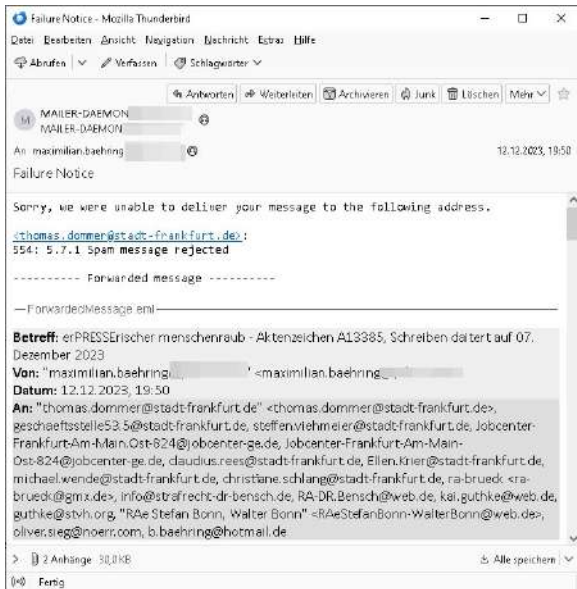 Failure Notice - Mozilla Thunderbird
Datei Bearbeiten Ansicht Navigation Nachricht Extras Hilfe
Abrufen Verfassen Schlagwörter
Antworten Weiterleiten Archivieren Junk Löschen Mehr
M MAILER-DAEMON
MAILER-DAEMON
An maximilian.baehring 12.12.2023, 19:50
Failure Notice
Sorry, we were unable to deliver your message to the following address.
<thomas.dommer@stadt-frankfurt.de>:
554: 5.7.1 Spam message rejected
---------- Forwarded message ----------
ForwardedMessage.eml
Betreff: erPRESSErischer menschenraub - Aktenzeichen A13385, Schreiben daitert auf 07.
Dezember 2023
Von: "maximilian.baehring " <maximilian.baehring
Datum: 12.12.2023, 19:50
An: "thomas.dommer@stadt-frankfurt.de" <thomas.dommer@stadt-frankfurt.de>,
geschaeftsstelle53.5@stadt-frankfurt.de, steffen.viehmeier@stadt-frankfurt.de, Jobcenter-
Frankfurt-Am-Main.Ost-824@jobcenter-ge.de, Jobcenter-Frankfurt-Am-Main-
Ost-824@jobcenter-ge.de, claudius.rees@stadt-frankfurt.de, Ellen.Krier@stadt-frankfurt.de,
michael.wende@stadt-frankfurt.de, christiane.schlang@stadt-frankfurt.de, ra-brueck <ra-
brueck@gmx.de>, info@strafrecht-dr-bensch.de, RA-DR.Bensch@web.de, kai.guthke@web.de,
guthke@stvh.org, "RAe Stefan Bonn, Walter Bonn" <RAeStefanBonn-WalterBonn@web.de>,
oliver.sieg@noerr.com, b.baehring@hotmail.de
2 Anhänge 30,0 KB Alle speichern
Fertig